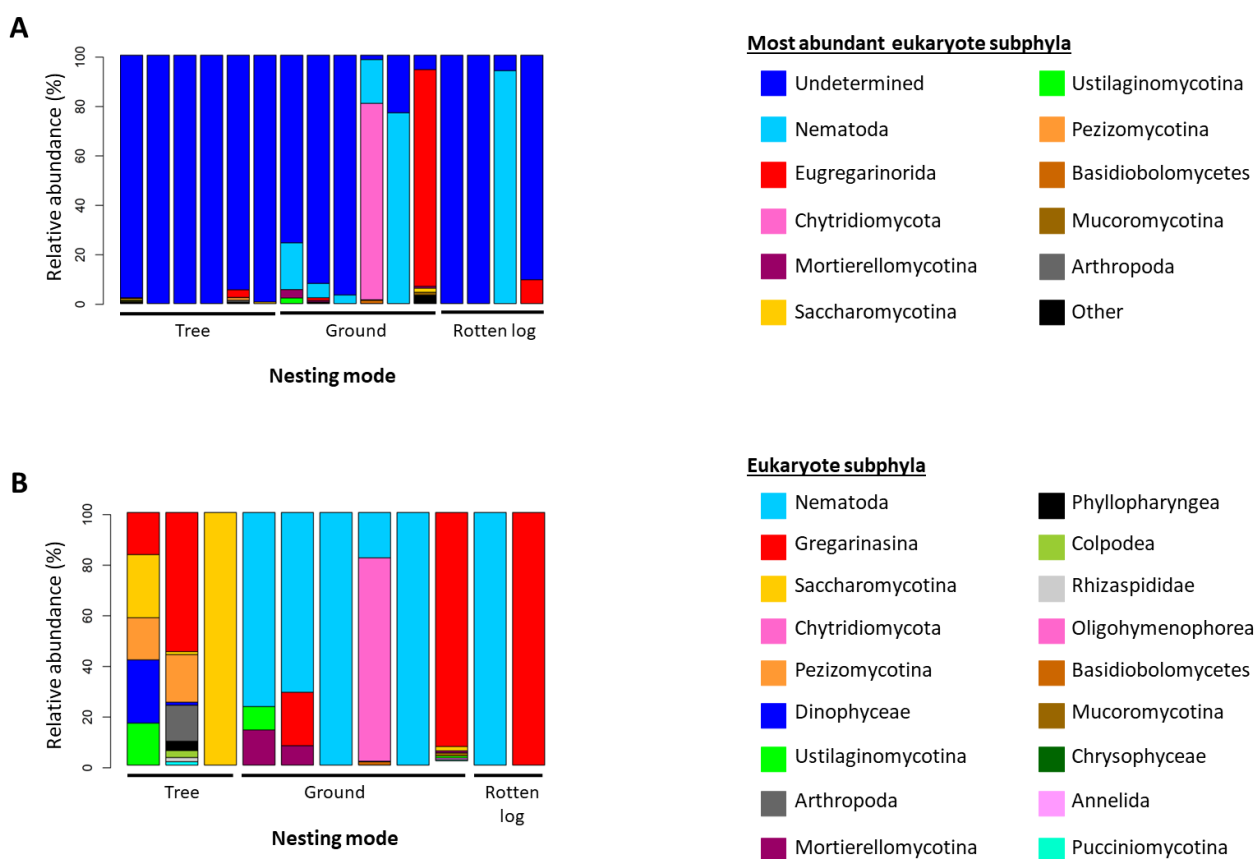 A
Relative abundance (%)
100
80
60
40
20
0
Tree
Ground
Rotten log
Nesting mode
Most abundant eukaryote subphyla
Undetermined
Nematoda
Eugregarinorida
Chytridiomycota
Mortierellomycotina
Saccharomycotina
Ustilaginomycotina
Pezizomycotina
Basidiobolomycetes
Mucoromycotina
Arthropoda
Other
B
Relative abundance (%)
100
80
60
40
20
0
Tree
Ground
Rotten
log
Nesting mode
Eukaryote subphyla
Nematoda
Gregarinasina
Saccharomycotina
Chytridiomycota
Pezizomycotina
Dinophyceae
Ustilaginomycotina
Arthropoda
Mortierellomycotina
Phyllopharyngea
Colpodea
Rhizaspididae
Oligohymenophorea
Basidiobolomycetes
Mucoromycotina
Chrysophyceae
Annelida
Pucciniomycotina